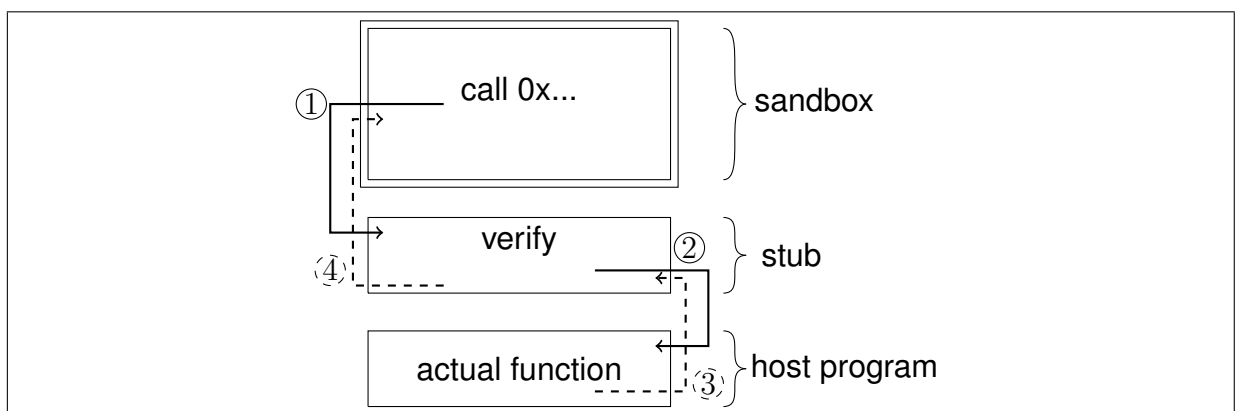 call 0x...
①
sandbox
verify
②
④
stub
actual function
③
host program